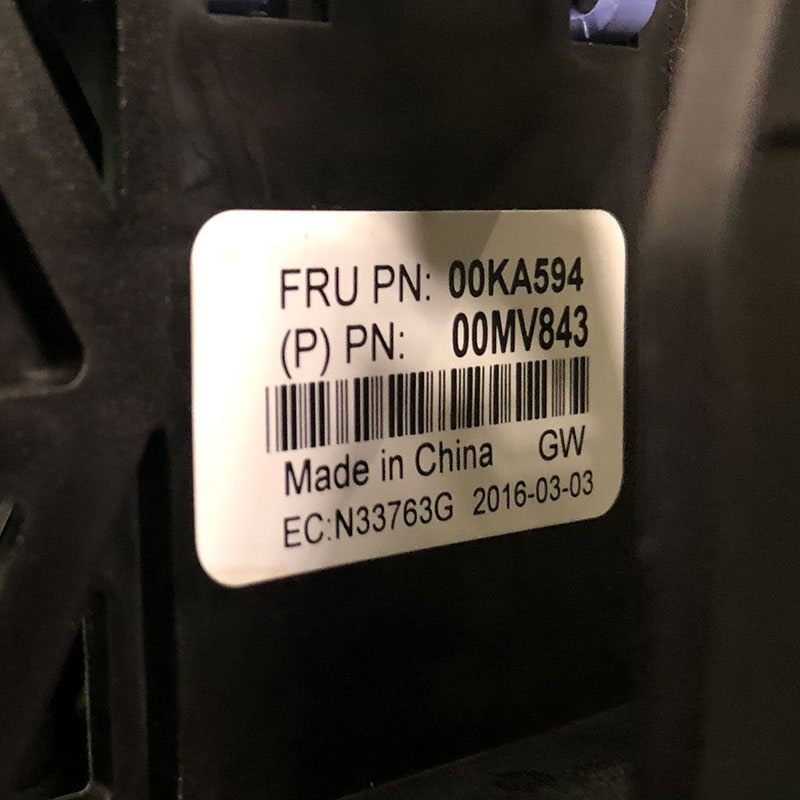 FRU PN: 00KA594
(P) PN: 00MV843
Made in China GW
EC:N33763G 2016-03-03